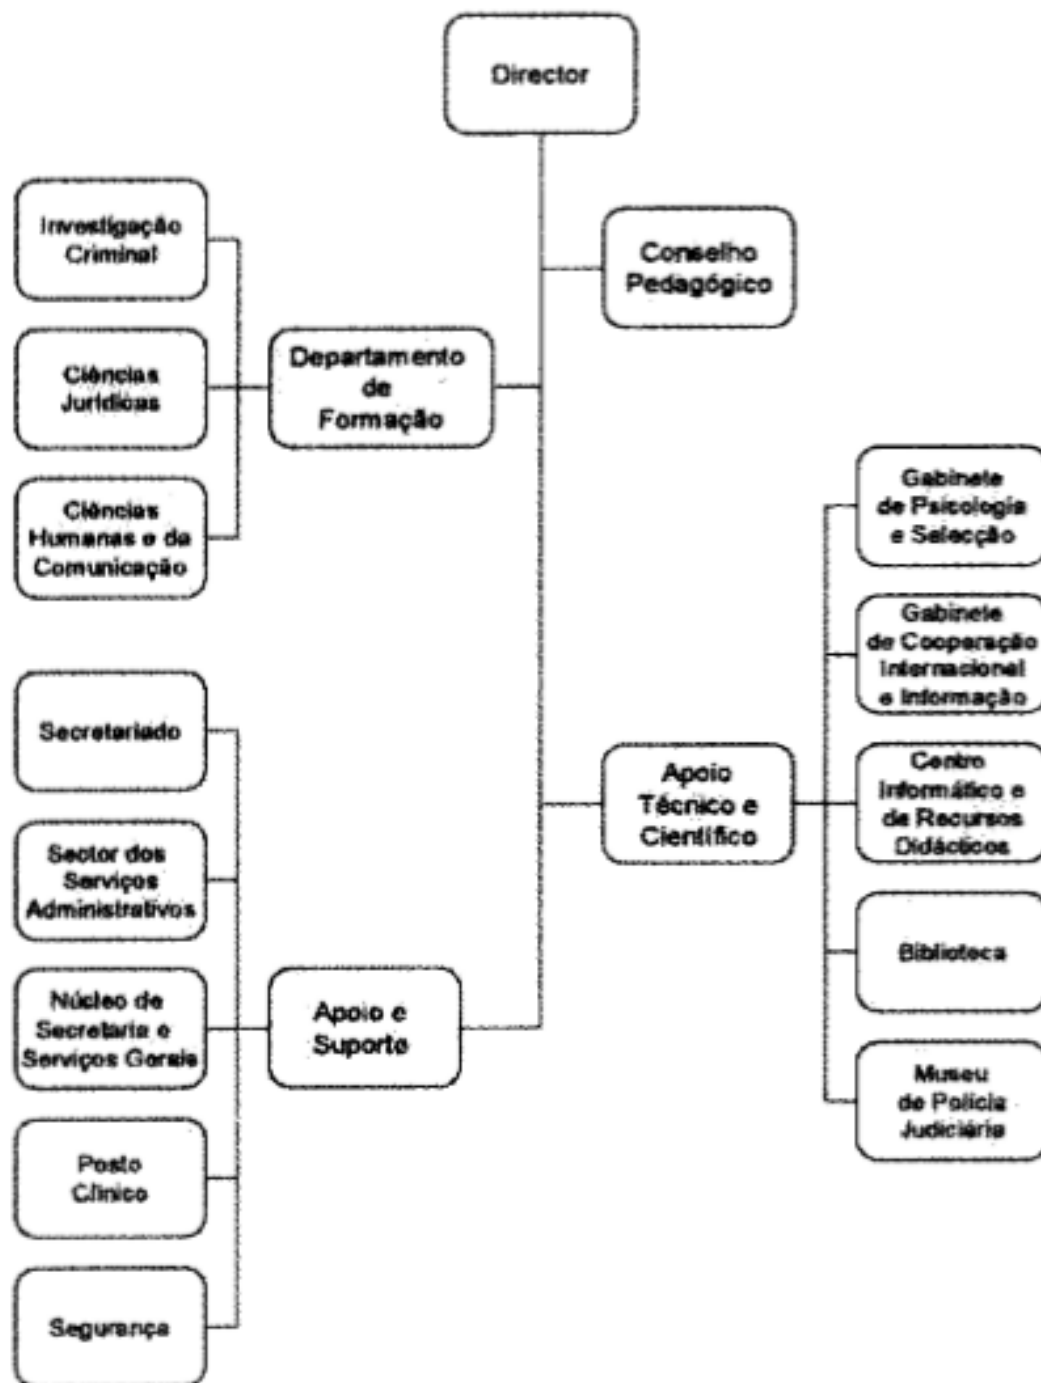 Director
Conselho
Pedagógico
Investigação
Criminal
Ciências
Jurídicas
Ciências
Humanas e da
Comunicação
Departamento
de
Formação
Gabinete
de Psicologia
e Selecção
Gabinete
de Cooperação
Internacional
e Informação
Centro
Informático e
de Recursos
Didácticos
Biblioteca
Museu
de Polícia
Judiciária
Apoio
Técnico e
Científico
Secretariado
Sector dos
Serviços
Administrativos
Núcleo de
Secretaria e
Serviços Gerais
Posto
Clínico
Segurança
Apoio e
Suporte